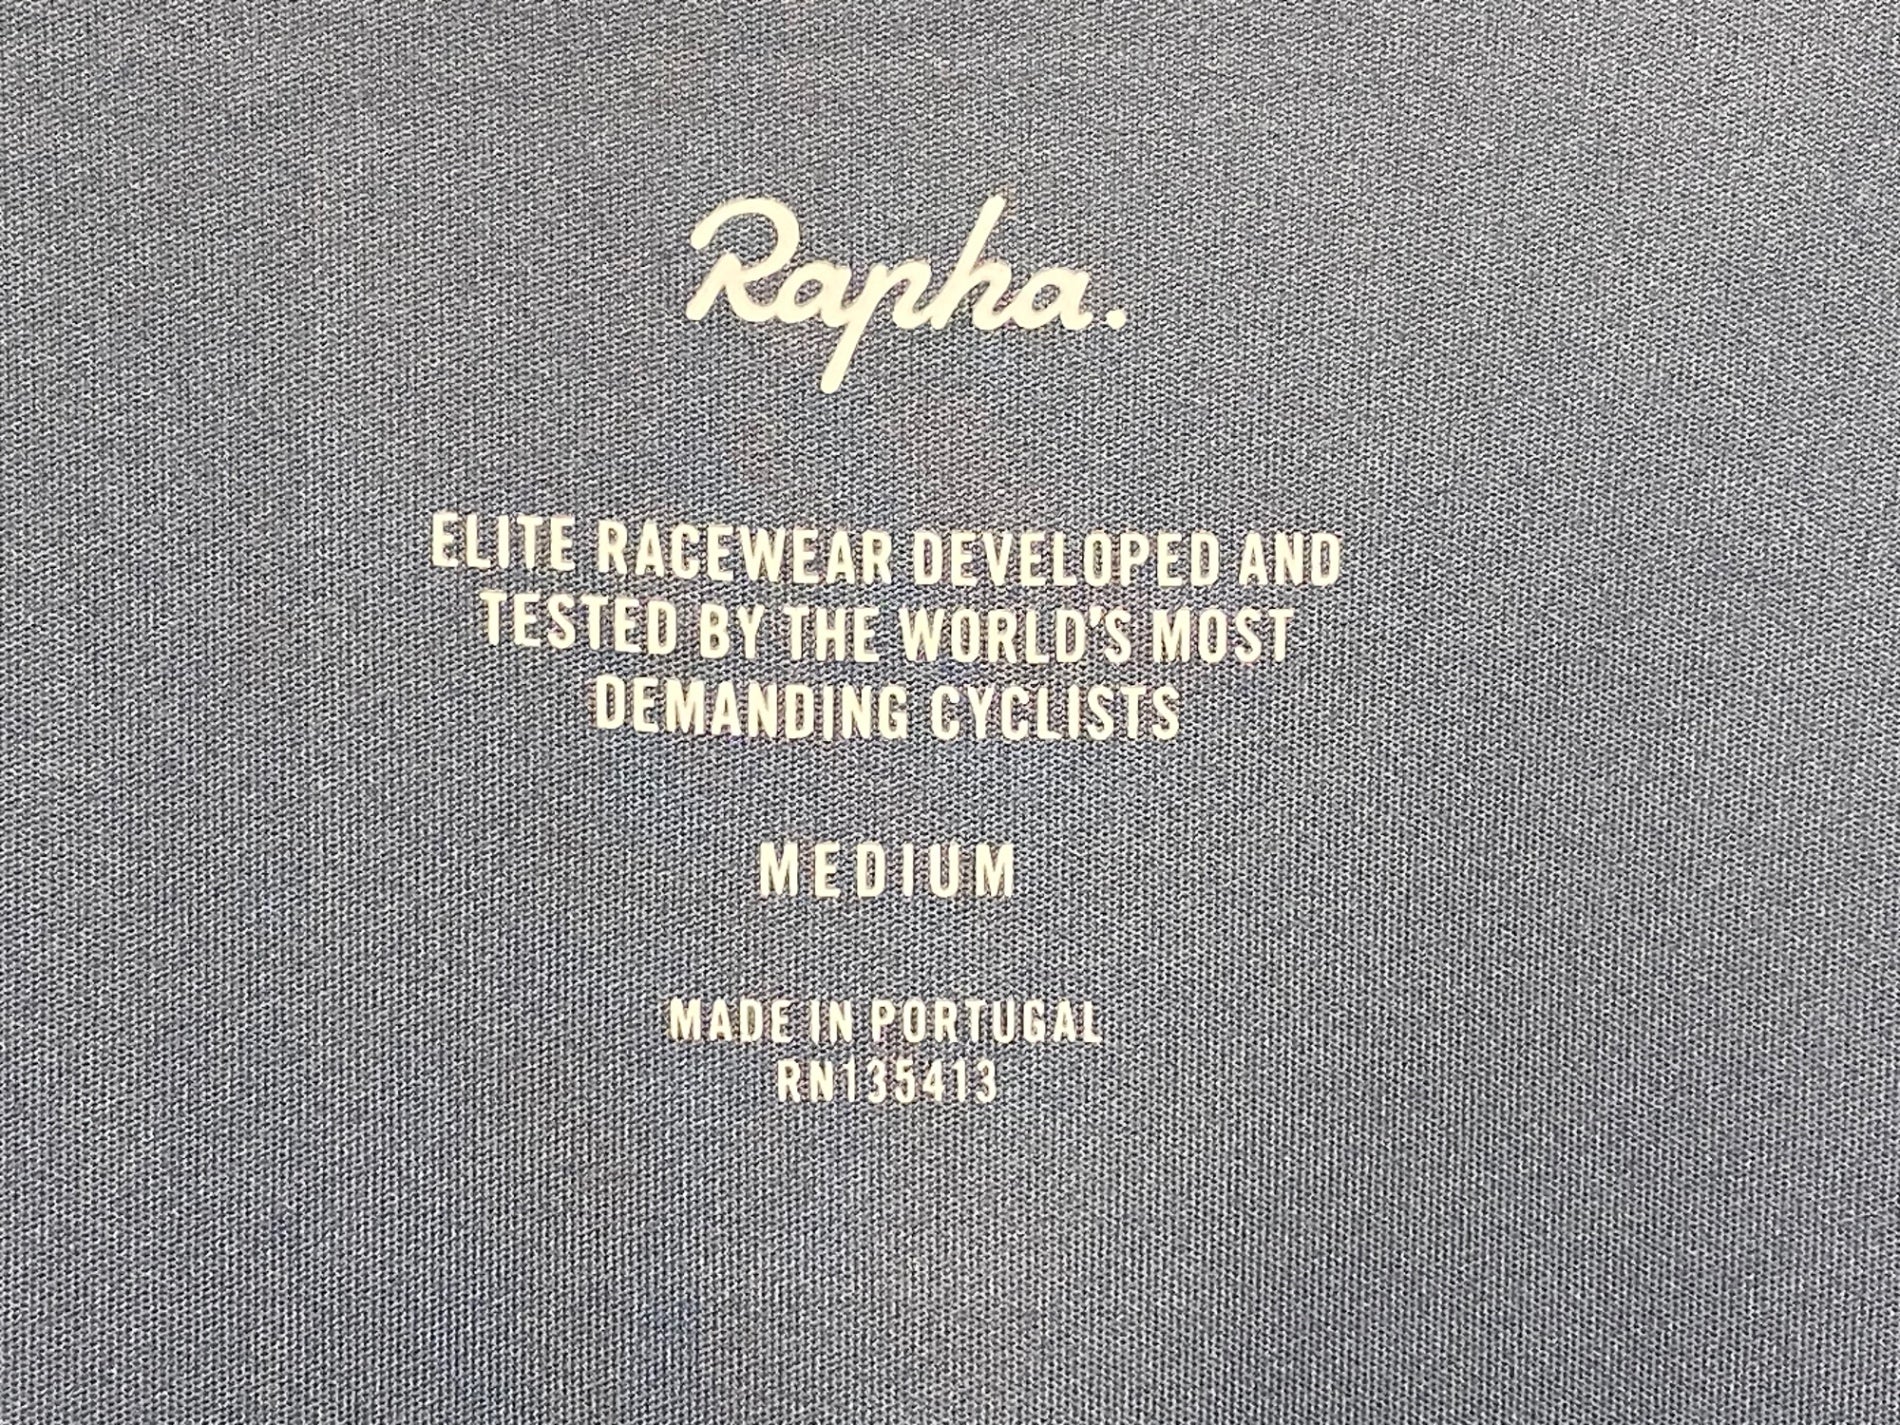 Rapha.
ELITE RACEWEAR DEVELOPED AND
TESTED BY THE WORLD'S MOST
DEMANDING CYCLISTS
MEDIUM
MADE IN PORTUGAL
RN135413